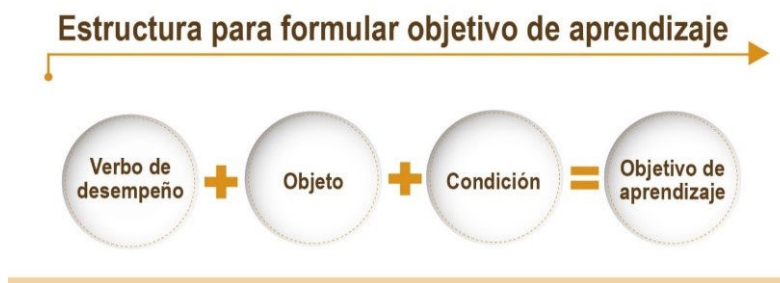 Estructura para formular objetivo de aprendizaje
Verbo de
desempeño
+
Objeto
+
Condición
=
Objetivo de
aprendizaje